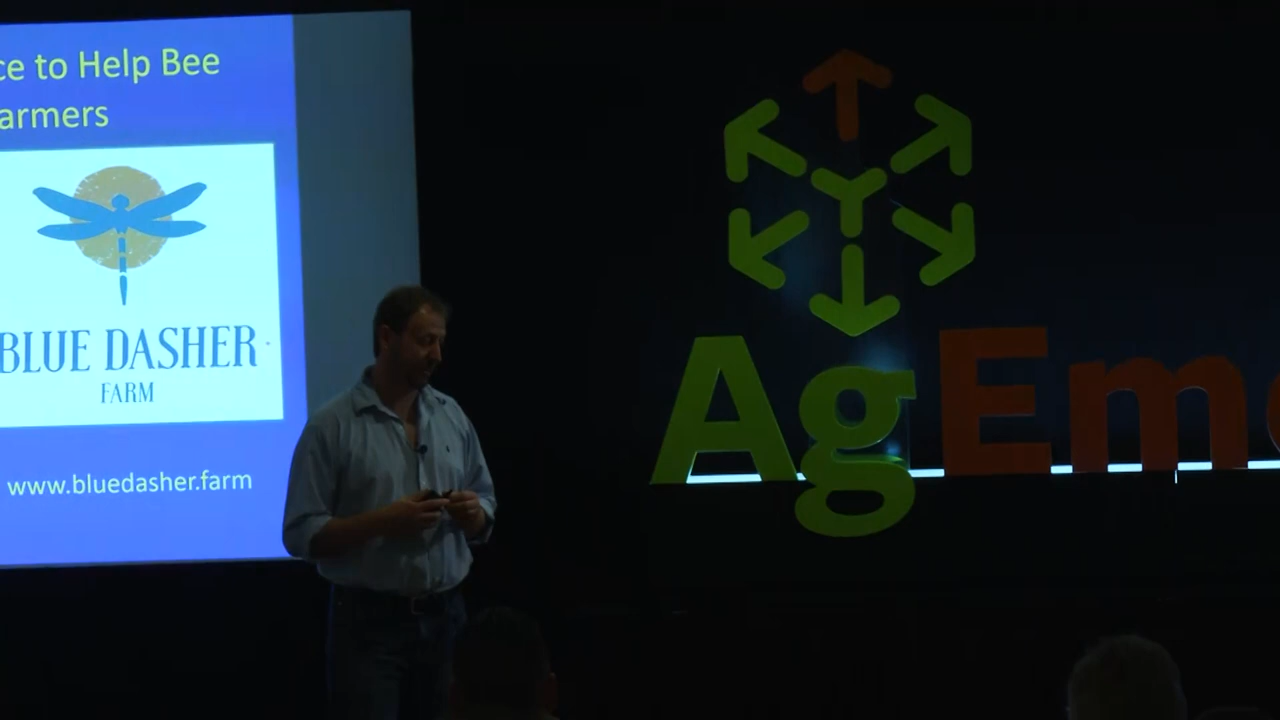 ce to Help Bee
armers
BLUE DASHER
FARM
www.bluedasher.farm
AgEm